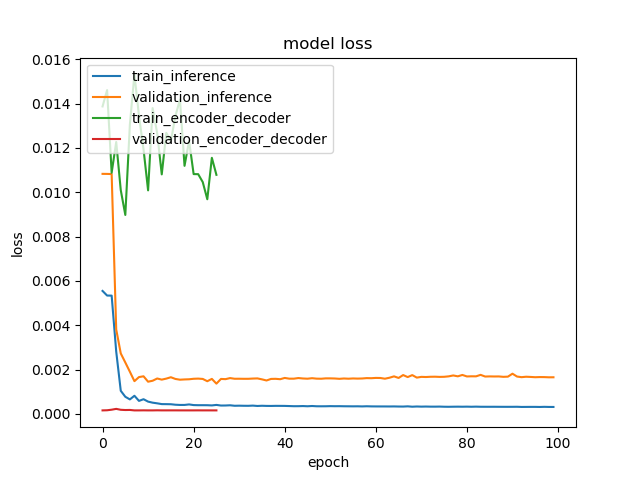 model loss
0.016
0.014
0.012
0.010
0.008
0.006
0.004
0.002
0.000
loss
train_inference
validation_inference
train_encoder_decoder
validation_encoder_decoder
0 20 40 60 80 100
epoch